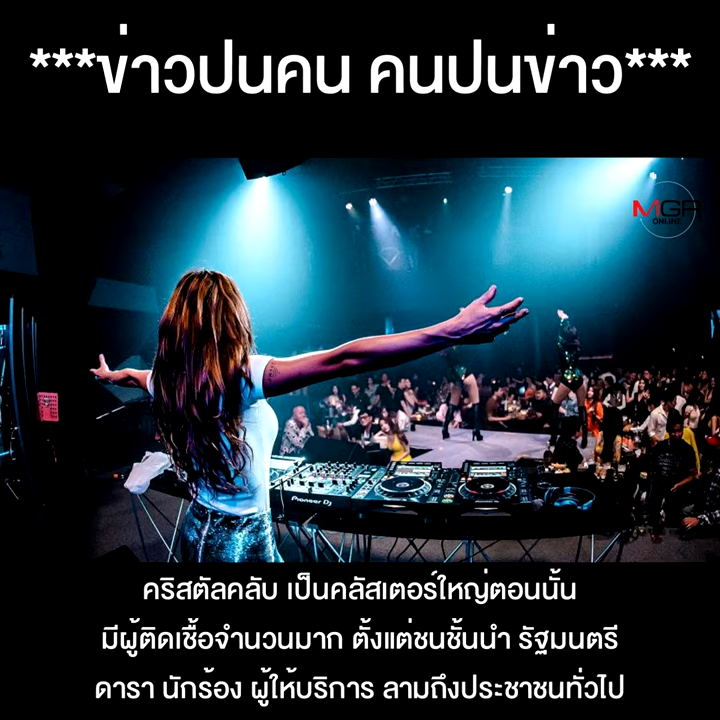 ***ข่าวปนคน คนปนข่าว***
MGR
ONLINE
Pioneer Dj
คริสตัลคลับ เป็นคลัสเตอร์ใหญ่ตอนนั้น
มีผู้ติดเชื้อจำนวนมาก ตั้งแต่ชนชั้นนำ รัฐมนตรี
ดารา นักร้อง ผู้ให้บริการ ลามถึงประชาชนทั่วไป